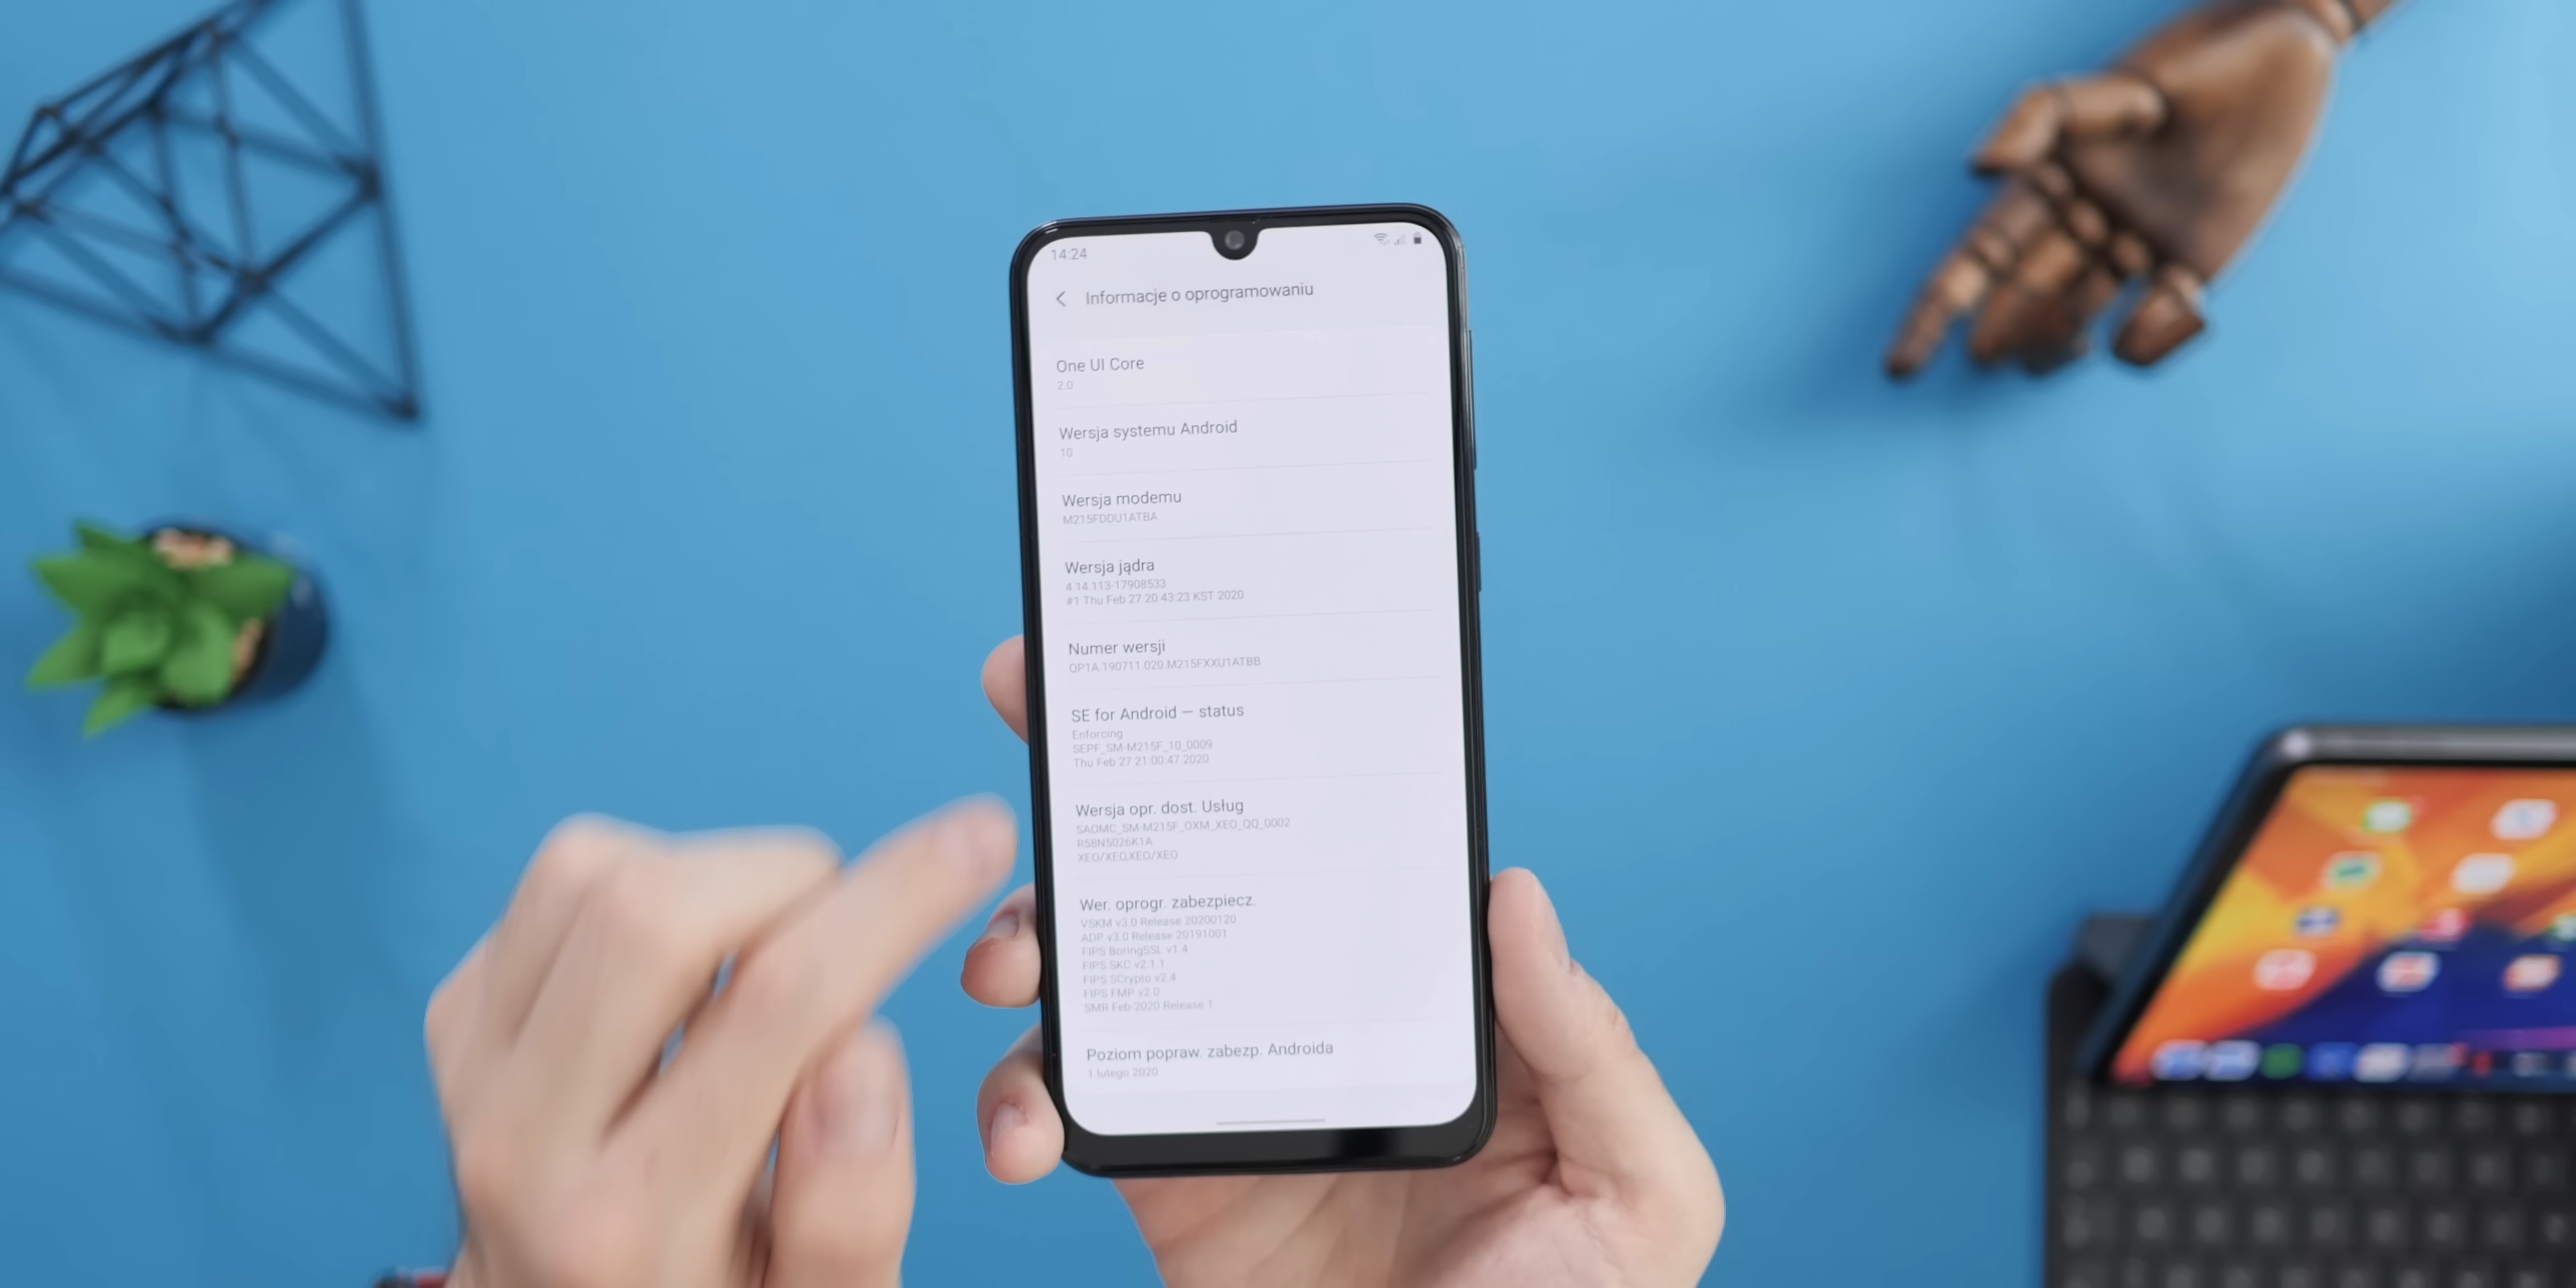 14:24
Informacje o oprogramowaniu
One UI Core
2.0
Wersja systemu Android
10
Wersja modemu
M215FDDU1ATBA
Wersja jądra
4.14.113-17908533
#1 Thu Feb 27 20:43:23 KST 2020
Numer wersji
QP1A.190711.020.M215FXXU1ATBB
SE for Android — status
Enforcing
SEPF_SM-M215F_10_0009
Thu Feb 27 21:00:47 2020
Wersja opr. dost. Usług
SAOMC_SM-M215F_OXM_XEO_QQ_0002
R58N5026K1A
XEO/XEO,XEO/XEO
Wer. oprogr. zabezpiecz.
VSKM v3.0 Release 20200120
ADP v3.0 Release 20191001
FIPS BoringSSL v1.4
FIPS SKC v2.1.1
FIPS SCrypto v2.4
FIPS FMP v2.0
SMR Feb-2020 Release 1
Poziom popraw. zabezp. Androida
1 lutego 2020